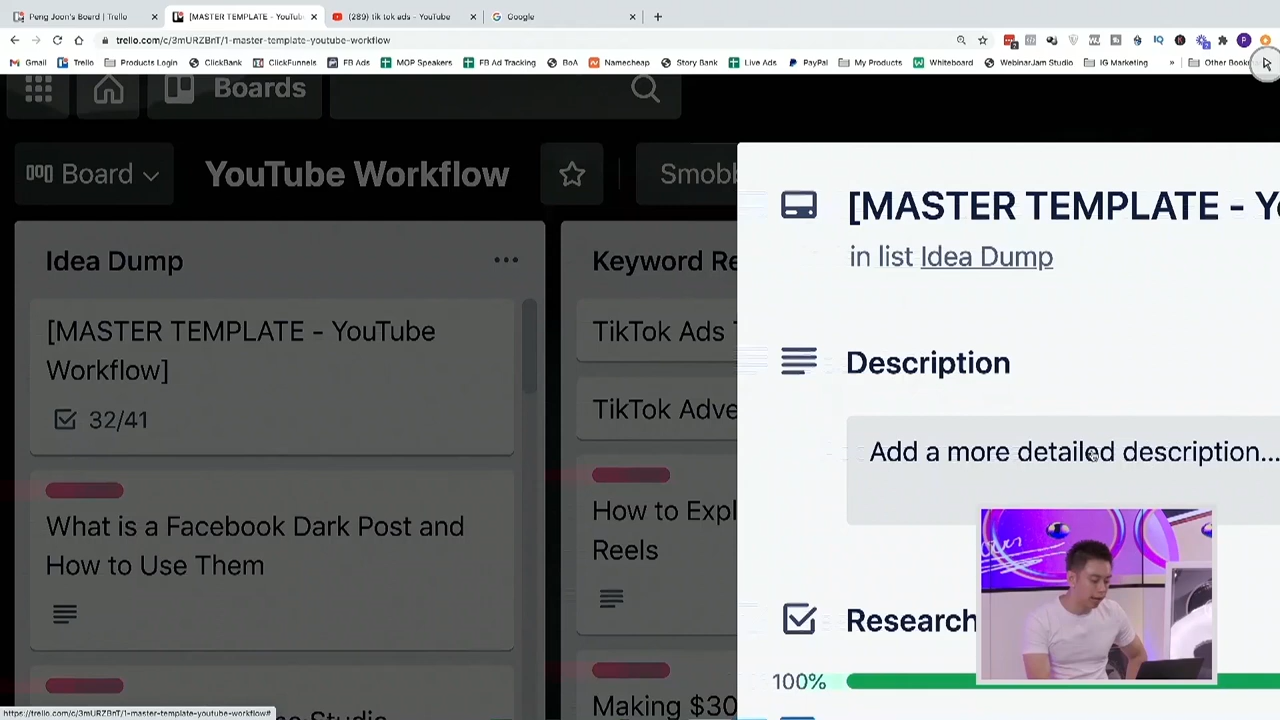 Peng Joon's Board | Trello
[MASTER TEMPLATE - YouTub
(289) tik tok ads - YouTube
Google
trello.com/c/3mURZBnT/1-master-template-youtube-workflow
Gmail
Trello
Products Login
ClickBank
ClickFunnels
FB Ads
MOP Speakers
FB Ad Tracking
BoA
Namecheap
Story Bank
Live Ads
PayPal
My Products
Whiteboard
WebinarJam Studio
IG Marketing
»
Other Book
Boards
Board
YouTube Workflow
Smobb
Idea Dump
[MASTER TEMPLATE - YouTube
Workflow]
32/41
What is a Facebook Dark Post and
How to Use Them
Keyword Re
TikTok Ads
TikTok Adve
How to Expl
Reels
Making $30
[MASTER TEMPLATE - Yo
in list Idea Dump
Description
Add a more detailed description...
Research
100%
https://trello.com/c/3mURZBnT/1-master-template-youtube-workflow#